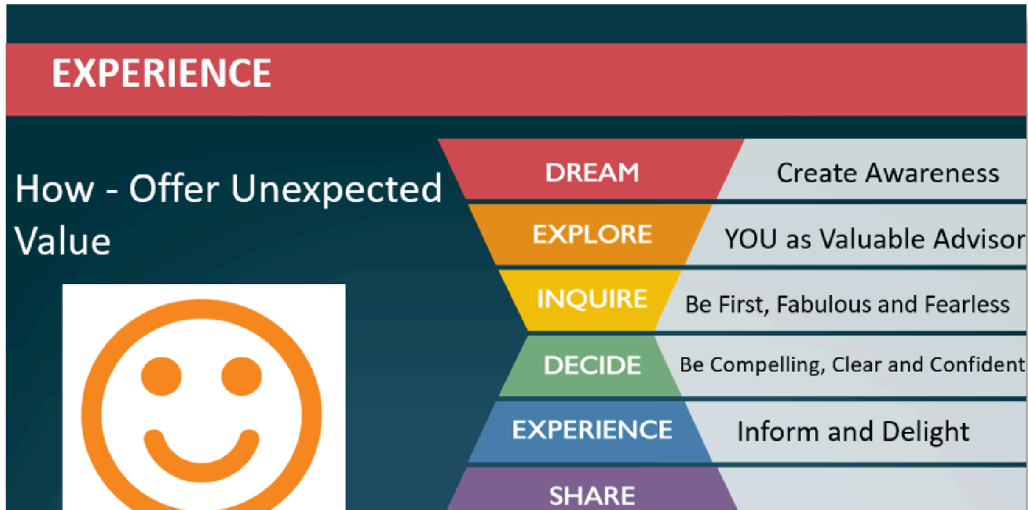 EXPERIENCE
How - Offer Unexpected
Value
DREAM
Create Awareness
EXPLORE
YOU as Valuable Advisor
INQUIRE
Be First, Fabulous and Fearless
DECIDE
Be Compelling, Clear and Confident
EXPERIENCE
Inform and Delight
SHARE